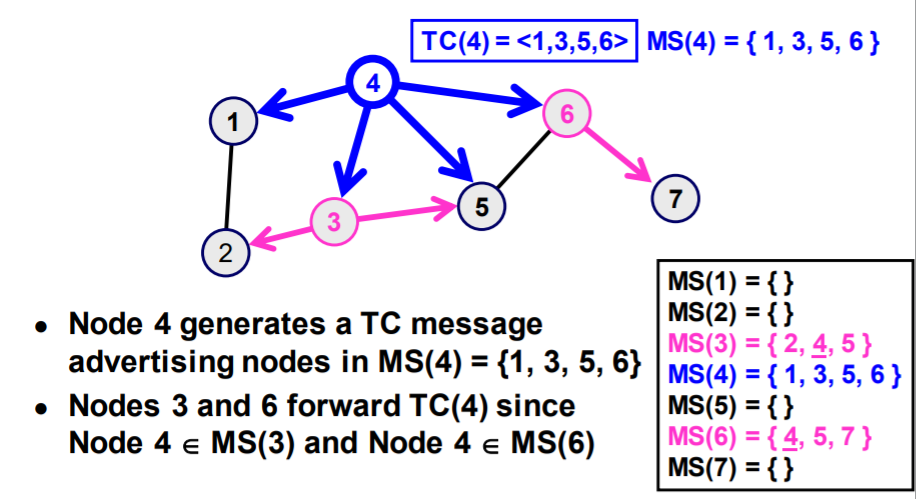 TC(4) = <1,3,5,6> MS(4) = { 1, 3, 5, 6 }
4
1
6
7
5
3
2
● Node 4 generates a TC message
advertising nodes in MS(4) = {1, 3, 5, 6}
● Nodes 3 and 6 forward TC(4) since
Node 4 ∈ MS(3) and Node 4 ∈ MS(6)
MS(1) = { }
MS(2) = { }
MS(3) = { 2, 4, 5 }
MS(4) = { 1, 3, 5, 6 }
MS(5) = { }
MS(6) = { 4, 5, 7 }
MS(7) = { }